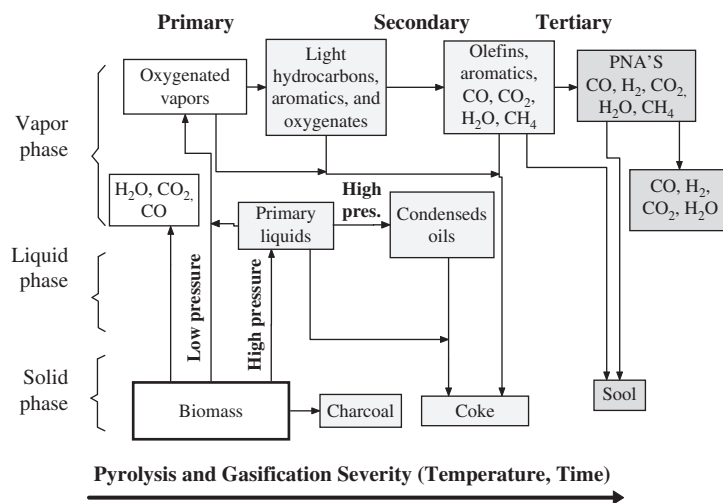 Primary
Secondary
Tertiary
Vapor
phase
Oxygenated
vapors
Light
hydrocarbons,
aromatics, and
oxygenates
Olefins,
aromatics,
CO, CO₂,
H₂O, CH₄
PNA'S
CO, H₂, CO₂,
H₂O, CH₄
H₂O, CO₂,
CO
CO, H₂,
CO₂, H₂O
Liquid
phase
Primary
liquids
High
pres.
Condenseds
oils
Low pressure
High pressure
Solid
phase
Biomass
Charcoal
Coke
Sool
Pyrolysis and Gasification Severity (Temperature, Time)